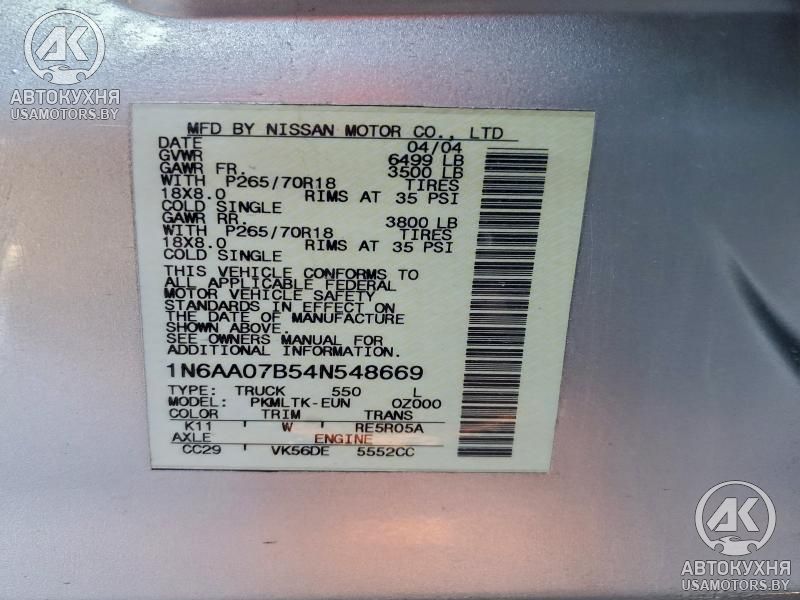 AK
АВТОКУХНЯ
USAMOTORS.BY
MFD BY NISSAN MOTOR CO., LTD
DATE 04/04
GVWR 6499 LB
GAWR FR. 3500 LB
WITH P265/70R18 TIRES
18X8.0 RIMS AT 35 PSI
COLD SINGLE
GAWR RR. 3800 LB
WITH P265/70R18 TIRES
18X8.0 RIMS AT 35 PSI
COLD SINGLE
THIS VEHICLE CONFORMS TO
ALL APPLICABLE FEDERAL
MOTOR VEHICLE SAFETY
STANDARDS IN EFFECT ON
THE DATE OF MANUFACTURE
SHOWN ABOVE.
SEE OWNERS MANUAL FOR
ADDITIONAL INFORMATION.
1N6AA07B54N548669
TYPE: TRUCK 550 L
MODEL: PKMLTK-EUN OZ000
COLOR TRIM TRANS
K11 W RE5R05A
AXLE ENGINE
CC29 VK56DE 5552CC
AK
АВТОКУХНЯ
USAMOTORS.BY